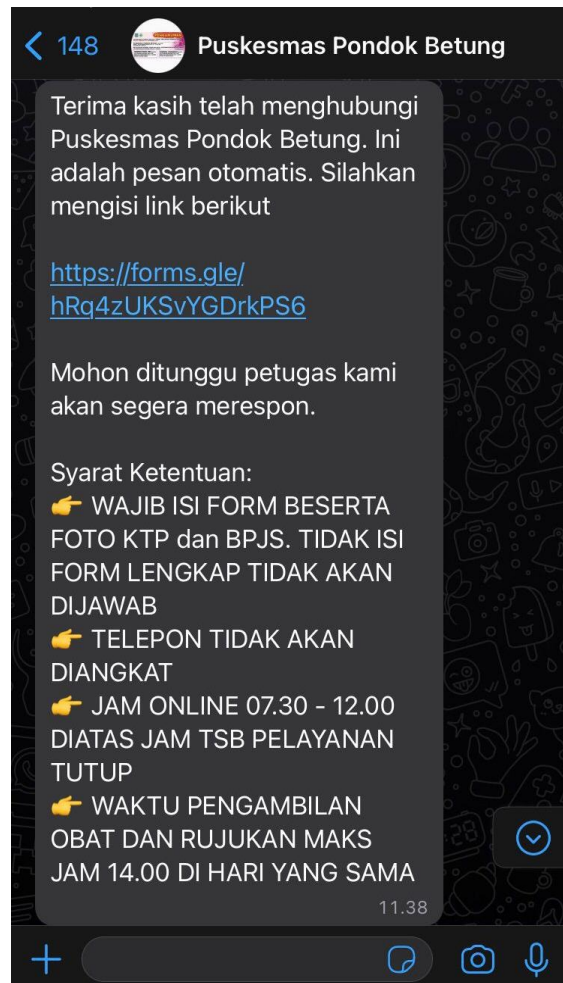 148
Puskesmas Pondok Betung
Terima kasih telah menghubungi
Puskesmas Pondok Betung. Ini
adalah pesan otomatis. Silahkan
mengisi link berikut
https://forms.gle/
hRq4zUKSvYGDrkPS6
Mohon ditunggu petugas kami
akan segera merespon.
Syarat Ketentuan:
👉 WAJIB ISI FORM BESERTA
FOTO KTP dan BPJS. TIDAK ISI
FORM LENGKAP TIDAK AKAN
DIJAWAB
👉 TELEPON TIDAK AKAN
DIANGKAT
👉 JAM ONLINE 07.30 - 12.00
DIATAS JAM TSB PELAYANAN
TUTUP
👉 WAKTU PENGAMBILAN
OBAT DAN RUJUKAN MAKS
JAM 14.00 DI HARI YANG SAMA
11.38